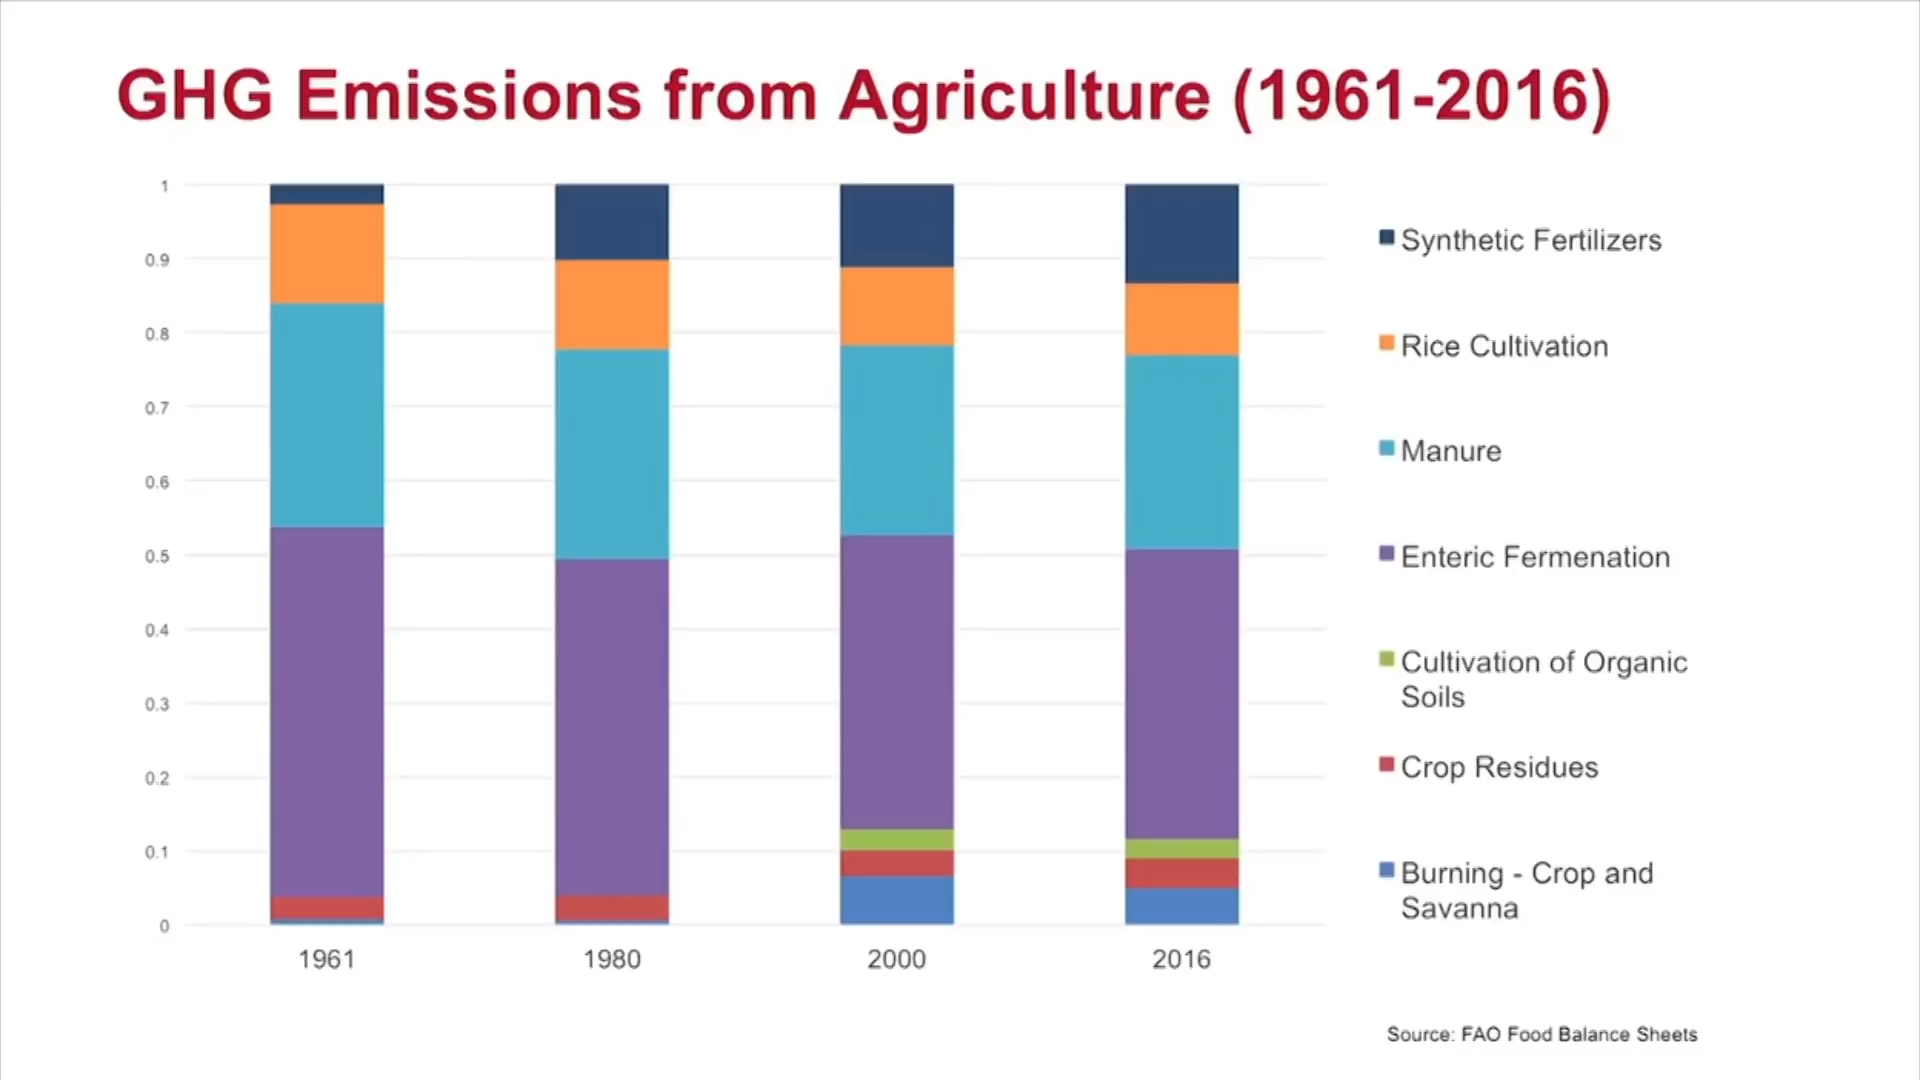 GHG Emissions from Agriculture (1961-2016)
1
0.9
0.8
0.7
0.6
0.5
0.4
0.3
0.2
0.1
0
1961
1980
2000
2016
Synthetic Fertilizers
Rice Cultivation
Manure
Enteric Fermenation
Cultivation of Organic
Soils
Crop Residues
Burning - Crop and
Savanna
Source: FAO Food Balance Sheets